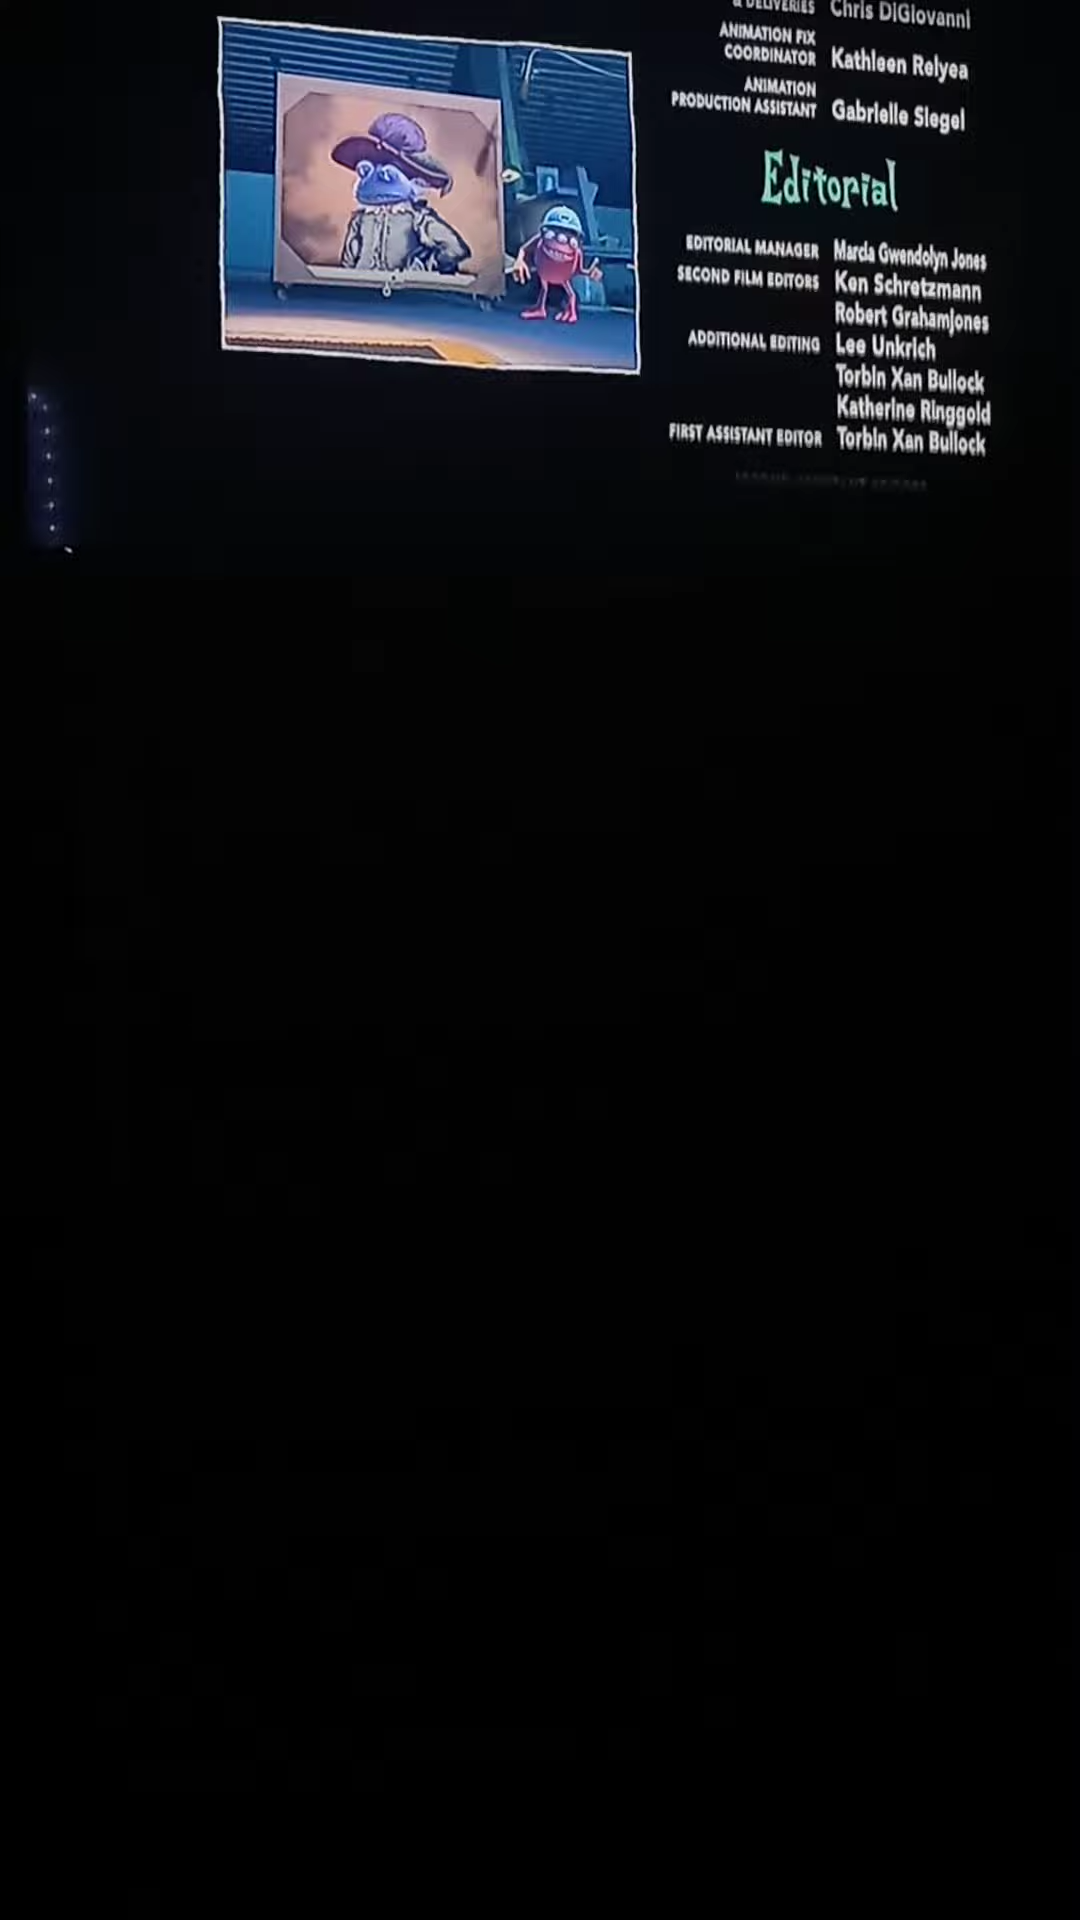 & DELIVERIES Chris DiGiovanni
ANIMATION FIX
COORDINATOR Kathleen Relyea
ANIMATION
PRODUCTION ASSISTANT Gabrielle Siegel
Editorial
EDITORIAL MANAGER Marcia Gwendolyn Jones
SECOND FILM EDITORS Ken Schretzmann
Robert Grahamjones
ADDITIONAL EDITING Lee Unkrich
Torbin Xan Bullock
Katherine Ringgold
FIRST ASSISTANT EDITOR Torbin Xan Bullock